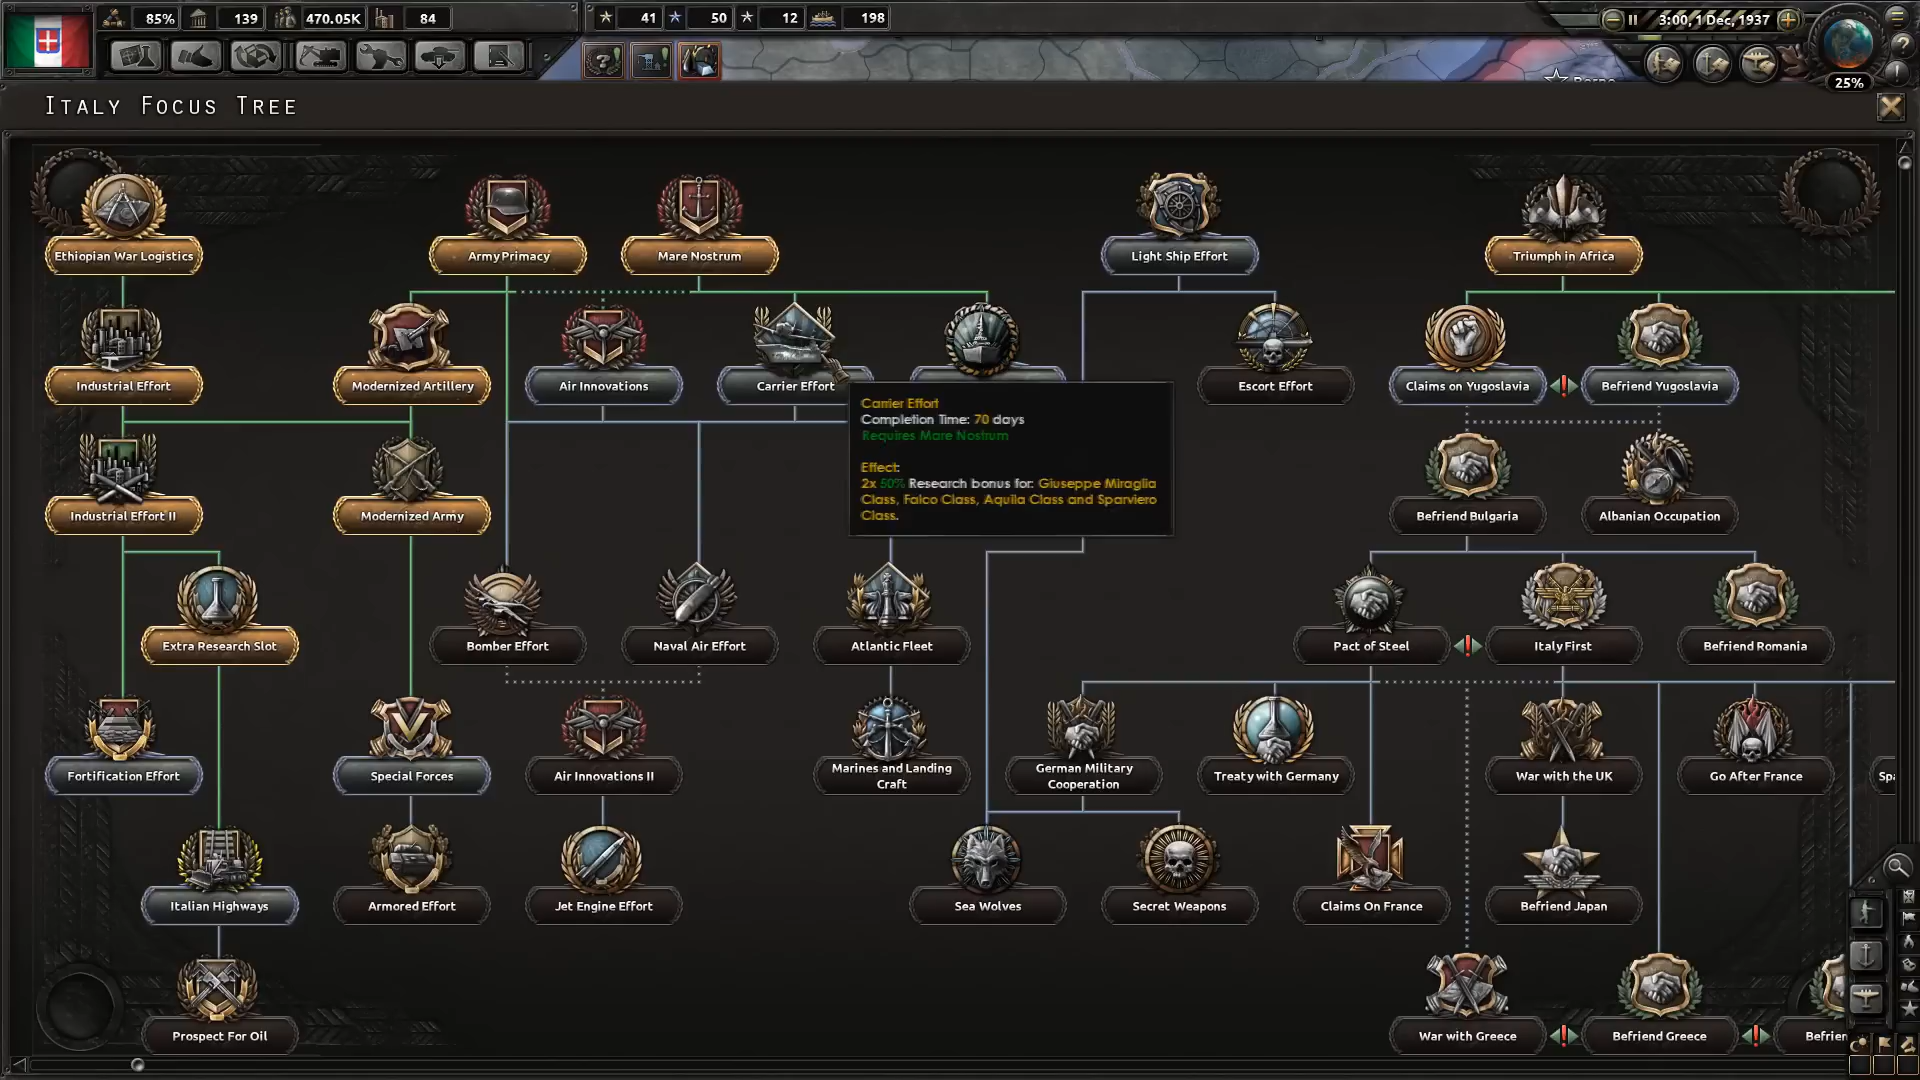 85%
139
470.05K
84
41
50
12
198
3:00, 1 Dec, 1937
25%
Italy Focus Tree
Ethiopian War Logistics
Army Primacy
Mare Nostrum
Light Ship Effort
Triumph in Africa
Industrial Effort
Modernized Artillery
Air Innovations
Carrier Effort
Escort Effort
Claims on Yugoslavia
Befriend Yugoslavia
Carrier Effort
Completion Time: 70 days
Requires Mare Nostrum
Effect:
2x 50% Research bonus for: Giuseppe Miraglia
Class, Falco Class, Aquila Class and Sparviero
Class.
Industrial Effort II
Modernized Army
Befriend Bulgaria
Albanian Occupation
Extra Research Slot
Bomber Effort
Naval Air Effort
Atlantic Fleet
Pact of Steel
Italy First
Befriend Romania
Fortification Effort
Special Forces
Air Innovations II
Marines and Landing
Craft
German Military
Cooperation
Treaty with Germany
War with the UK
Go After France
Spa
Italian Highways
Armored Effort
Jet Engine Effort
Sea Wolves
Secret Weapons
Claims On France
Befriend Japan
Prospect For Oil
War with Greece
Befriend Greece
Befrien